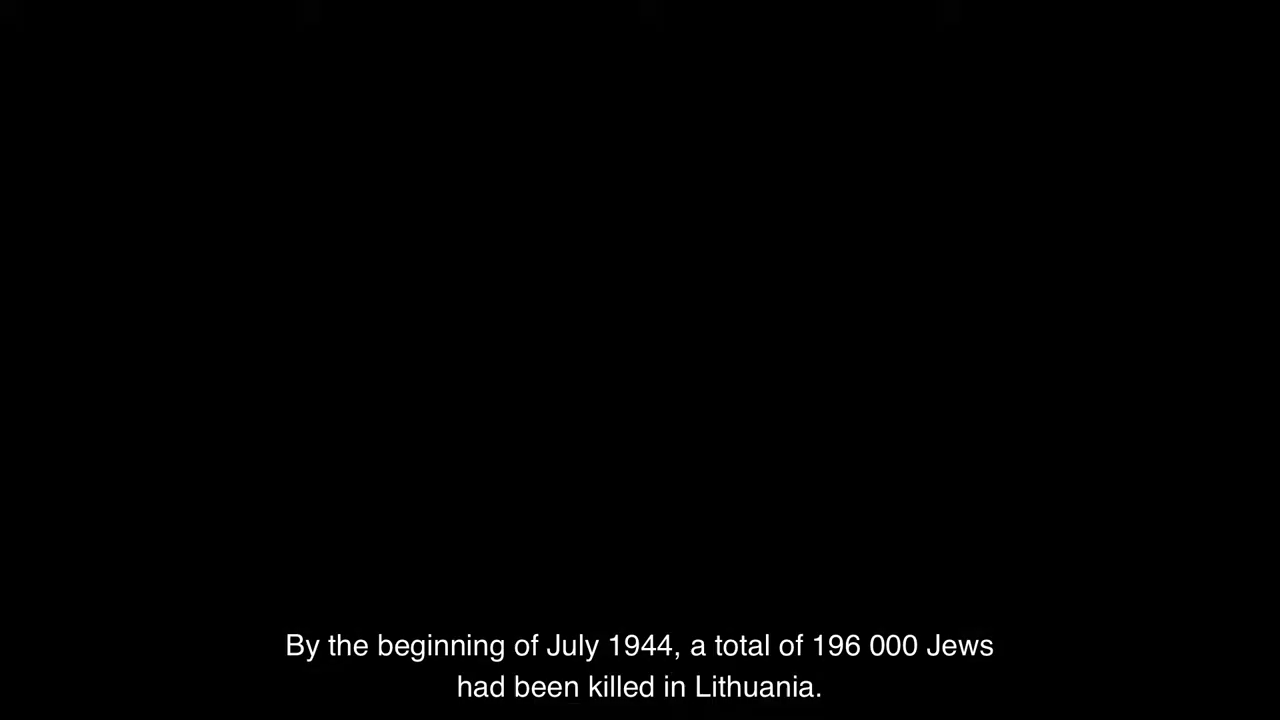 By the beginning of July 1944, a total of 196 000 Jews
had been killed in Lithuania.